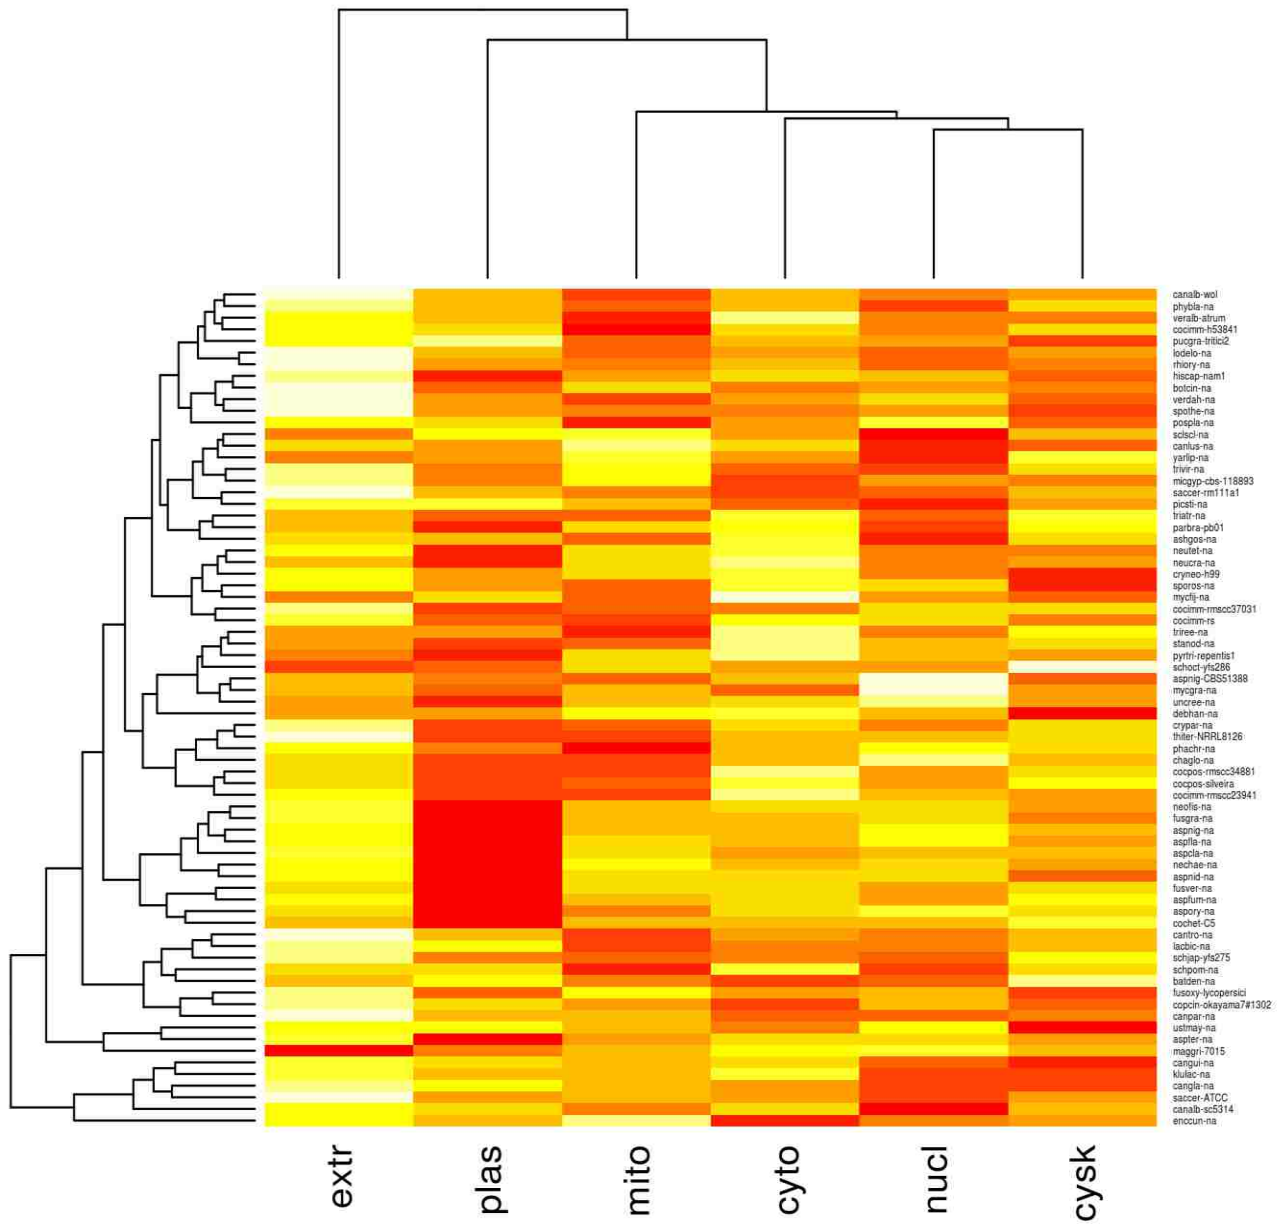 canalb-wol
phybla-na
veralb-atrum
cocimm-h53841
pucgra-tritici2
lodelo-na
rhiory-na
hiscap-nam1
botcin-na
verdah-na
spothe-na
pospla-na
sclscl-na
canlus-na
yarlip-na
trivir-na
micgyp-cbs-118893
saccer-rm111a1
picsti-na
triatr-na
parbra-pb01
ashgos-na
neutet-na
neucra-na
cryneo-h99
sporos-na
mycfij-na
cocimm-rmscc37031
cocimm-rs
triree-na
stanod-na
pyrtri-repentis1
schoct-yfs286
aspnig-CBS51388
mycgra-na
uncree-na
debhan-na
crypar-na
thiter-NRRL8126
phachr-na
chaglo-na
cocpos-rmscc34881
cocpos-silveira
cocimm-rmscc23941
neofis-na
fusgra-na
aspnig-na
aspfla-na
aspcla-na
nechae-na
aspnid-na
fusver-na
aspfum-na
aspory-na
cochet-C5
cantro-na
lacbic-na
schjap-yfs275
schpom-na
batden-na
fusoxy-lycopersici
copcin-okayama7#1302
canpar-na
ustmay-na
aspter-na
maggri-7015
cangui-na
klulac-na
cangla-na
saccer-ATCC
canalb-sc5314
enccun-na
extr
plas
mito
cyto
nucl
cysk